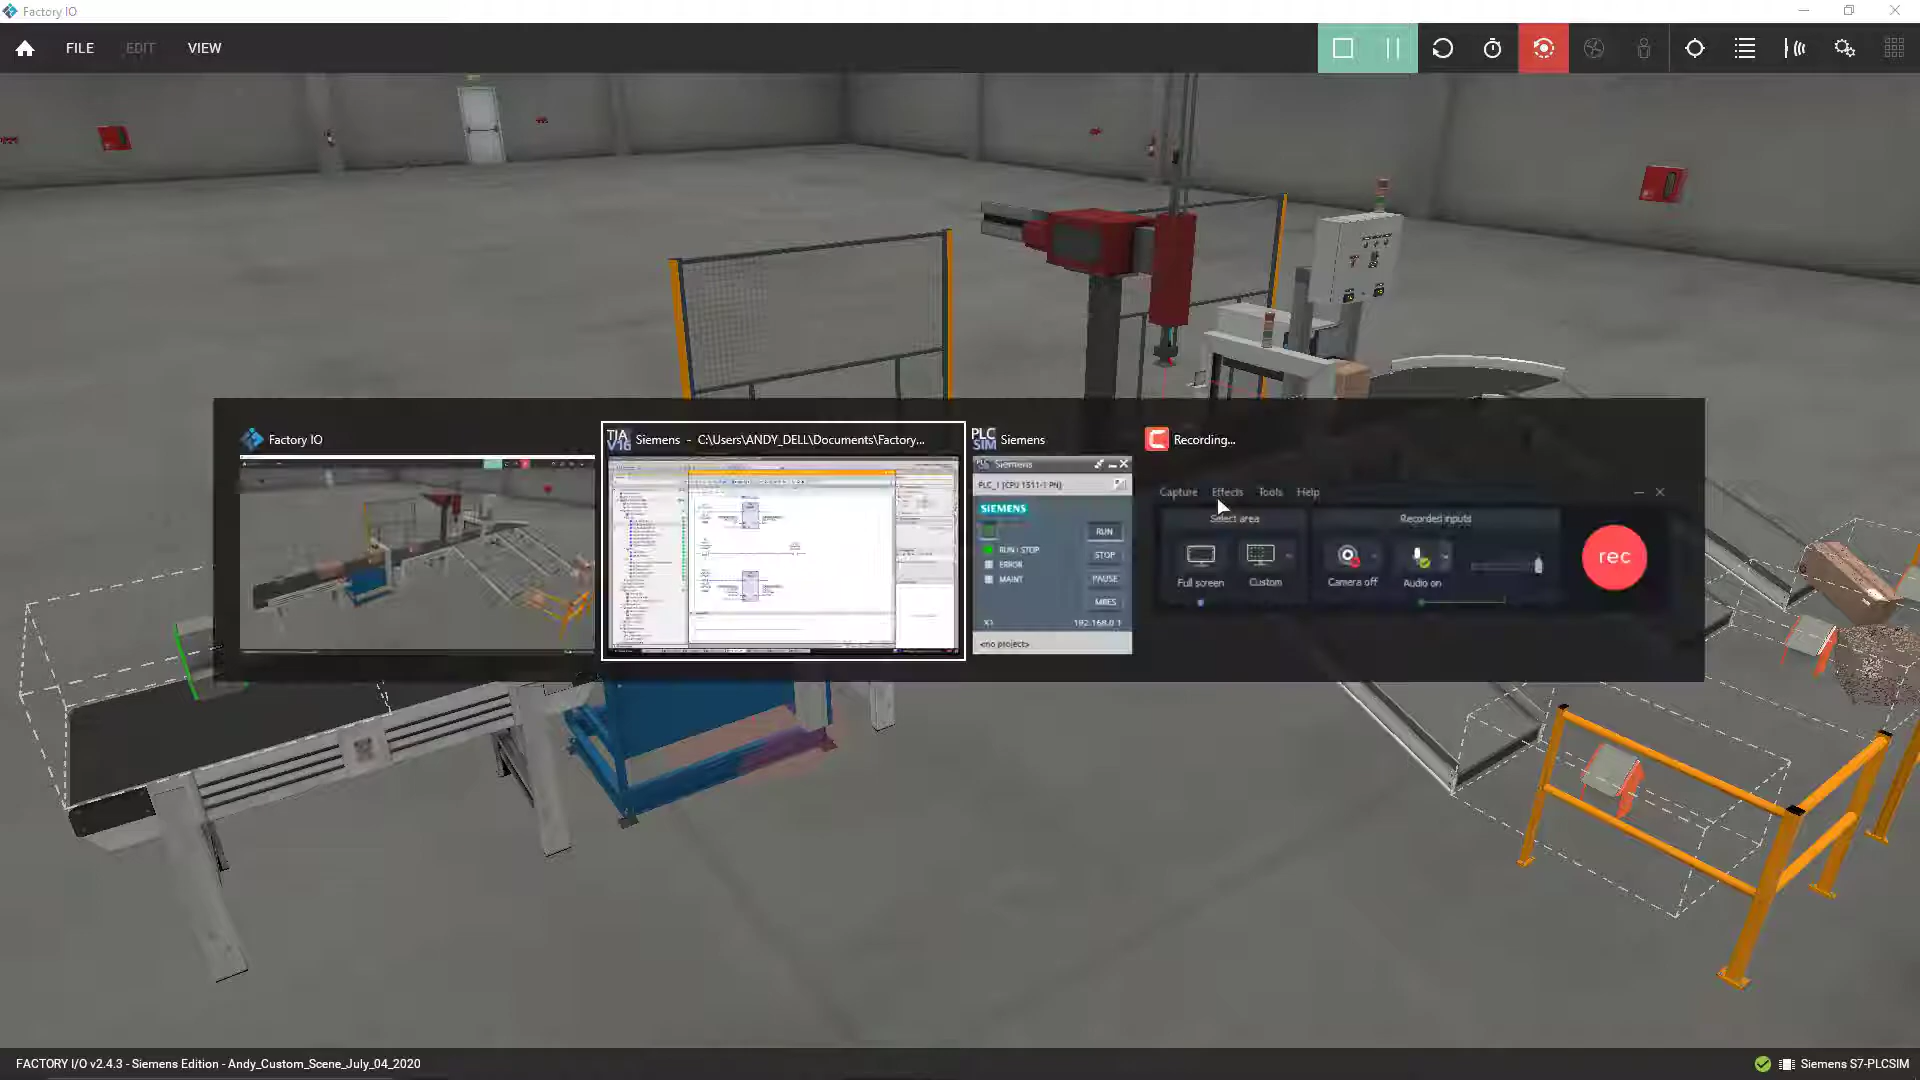 Factory IO
FILE
EDIT
VIEW
Factory IO
TIA
V16
Siemens - C:\Users\ANDY_DELL\Documents\Factory...
PLC
SIM
Siemens
Recording...
Siemens
PLC_1 [CPU 1511-1 PN]
SIEMENS
RUN
RUN / STOP
STOP
ERROR
MAINT
PAUSE
MRES
X1
192.168.0.1
<no project>
Capture
Effects
Tools
Help
Select area
Recorded inputs
Full screen
Custom
Camera off
Audio on
rec
FACTORY I/O v2.4.3 - Siemens Edition - Andy_Custom_Scene_July_04_2020
Siemens S7-PLCSIM